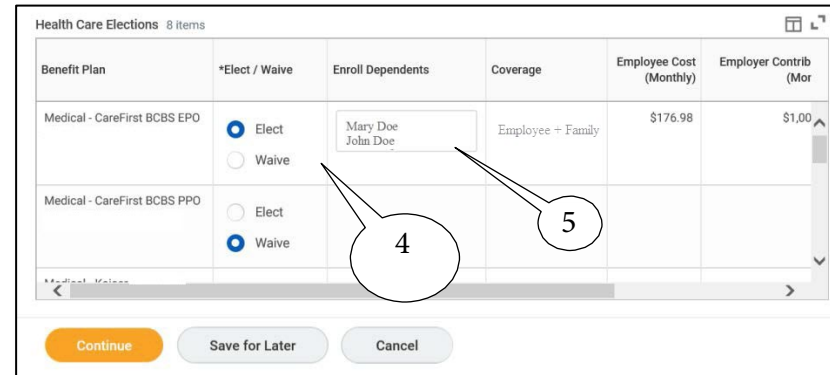 Health Care Elections 8 items
Benefit Plan *Elect / Waive Enroll Dependents Coverage Employee Cost (Monthly) Employer Contrib (Mor
Medical - CareFirst BCBS EPO
Elect
Waive
Mary Doe
John Doe
Employee + Family
$176.98
$1,00
Medical - CareFirst BCBS PPO
Elect
Waive
4
5
Continue
Save for Later
Cancel